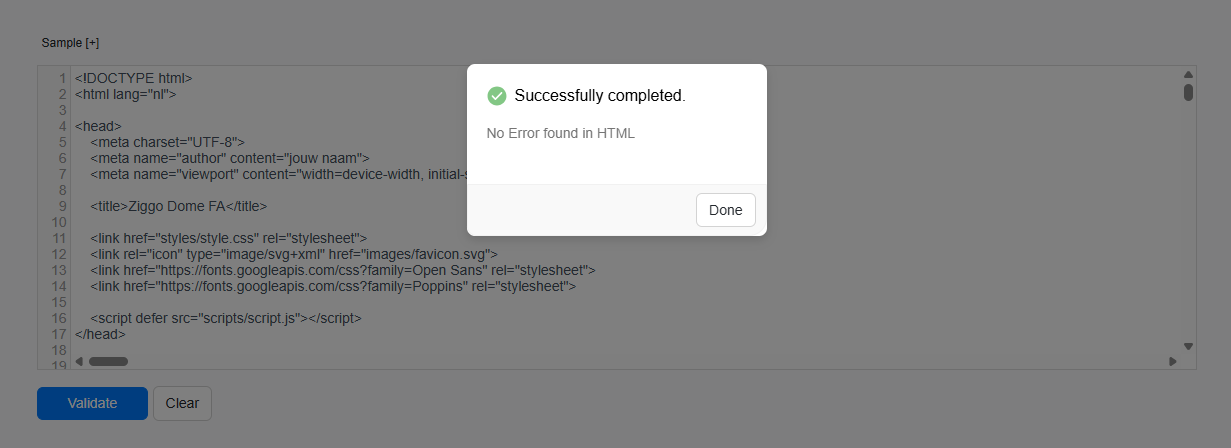 Sample [+]
1 <!DOCTYPE html>
2 <html lang="nl">
3
4 <head>
5 <meta charset="UTF-8">
6 <meta name="author" content="jouw naam">
7 <meta name="viewport" content="width=device-width, initial-s
8
9 <title>Ziggo Dome FA</title>
10
11 <link href="styles/style.css" rel="stylesheet">
12 <link rel="icon" type="image/svg+xml" href="images/favicon.svg">
13 <link href="https://fonts.googleapis.com/css?family=Open Sans" rel="stylesheet">
14 <link href="https://fonts.googleapis.com/css?family=Poppins" rel="stylesheet">
15
16 <script defer src="scripts/script.js"></script>
17 </head>
18
19
Successfully completed.
No Error found in HTML
Done
Validate
Clear